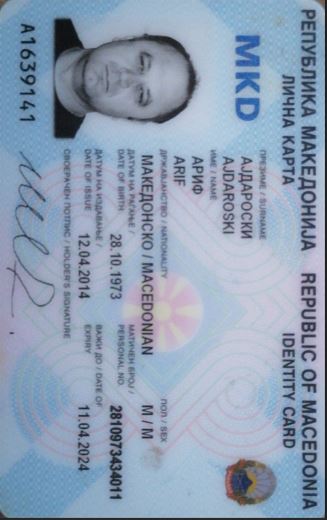 РЕПУБЛИКА МАКЕДОНИЈА REPUBLIC OF MACEDONIA
ЛИЧНА КАРТА IDENTITY CARD
MKD
ПРЕЗИМЕ / SURNAME
АЈДАРОСКИ
AJDAROSKI
ИМЕ / NAME
АРИФ
ARIF
ДРЖАВЈАНСТВО / NATIONALITY
МАКЕДОНСКО / MACEDONIAN
ПОЛ / SEX
М / M
ДАТУМ НА РАЃАЊЕ /
DATE OF BIRTH
28.10.1973
МАТИЧЕН БРОЈ /
PERSONAL NO.
2810973434011
ДАТУМ НА ИЗДАВАЊЕ /
DATE OF ISSUE
12.04.2014
ВАЖИ ДО / DATE OF
EXPIRY
11.04.2024
СВОЕРАЧЕН ПОТПИС / HOLDER'S SIGNATURE
A1639141